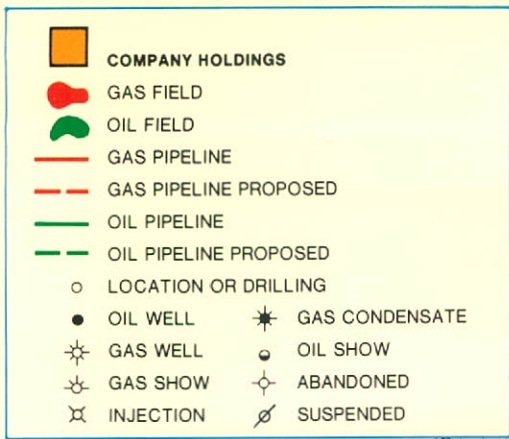 COMPANY HOLDINGS
GAS FIELD
OIL FIELD
GAS PIPELINE
GAS PIPELINE PROPOSED
OIL PIPELINE
OIL PIPELINE PROPOSED
LOCATION OR DRILLING
OIL WELL GAS CONDENSATE
GAS WELL OIL SHOW
GAS SHOW ABANDONED
INJECTION SUSPENDED